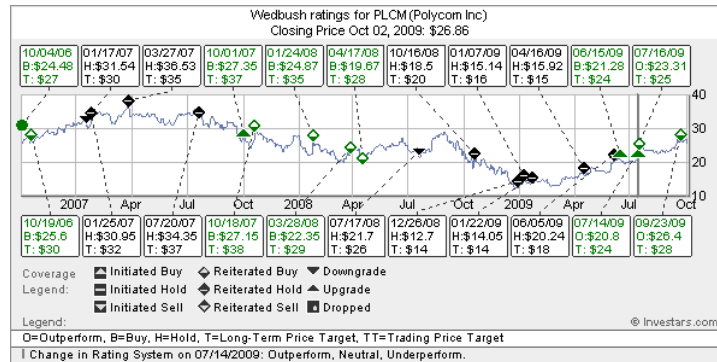 Wedbush ratings for PLCM (Polycom Inc)
Closing Price Oct 02, 2009: $26.86
10/04/06 01/17/07 03/27/07 10/01/07 01/24/08 04/17/08 10/16/08 01/07/09 04/16/09 06/15/09 07/16/09
B:$24.48 H:$31.54 H:$36.53 B:$27.35 B:$24.87 B:$19.67 H:$18.5 H:$15.14 H:$15.92 B:$21.28 O:$23.31
T: $27 T: $30 T: $35 T: $37 T: $35 T: $28 T: $20 T: $16 T: $15 T: $24 T: $25
40
30
20
10
2007 Apr Jul Oct 2008 Apr Jul Oct 2009 Apr Jul Oct
10/19/06 01/25/07 07/20/07 10/18/07 03/28/08 07/17/08 12/26/08 01/22/09 06/05/09 07/14/09 09/23/09
B:$25.6 H:$30.95 H:$34.35 B:$27.15 B:$22.35 H:$21.7 H:$12.7 H:$14.05 H:$20.24 B:$20.8 O:$26.4
T: $30 T: $32 T: $37 T: $38 T: $29 T: $26 T: $14 T: $14 T: $18 T: $24 T: $28
Coverage Initiated Buy Reiterated Buy Downgrade
Legend: Initiated Hold Reiterated Hold Upgrade
Initiated Sell Reiterated Sell Dropped
Legend: © Investars.com
O=Outperform, B=Buy, H=Hold, T=Long-Term Price Target, TT=Trading Price Target
Change in Rating System on 07/14/2009: Outperform, Neutral, Underperform.